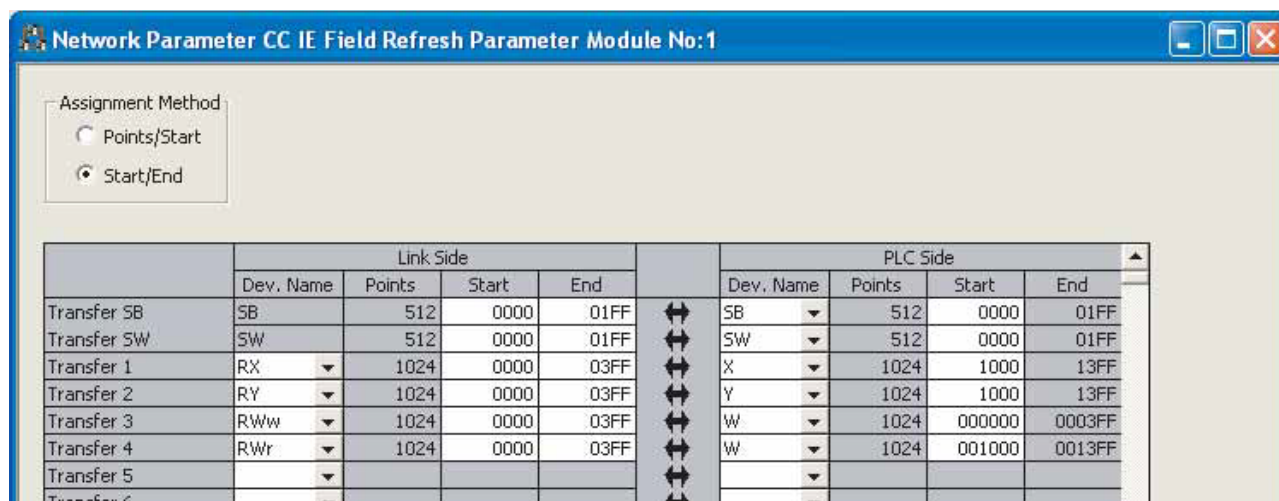 Network Parameter CC IE Field Refresh Parameter Module No:1
Assignment Method
Points/Start
Start/End
Link Side PLC Side
Dev. Name Points Start End Dev. Name Points Start End
Transfer SB SB 512 0000 01FF SB 512 0000 01FF
Transfer SW SW 512 0000 01FF SW 512 0000 01FF
Transfer 1 RX 1024 0000 03FF X 1024 1000 13FF
Transfer 2 RY 1024 0000 03FF Y 1024 1000 13FF
Transfer 3 RWw 1024 0000 03FF W 1024 000000 0003FF
Transfer 4 RWr 1024 0000 03FF W 1024 001000 0013FF
Transfer 5